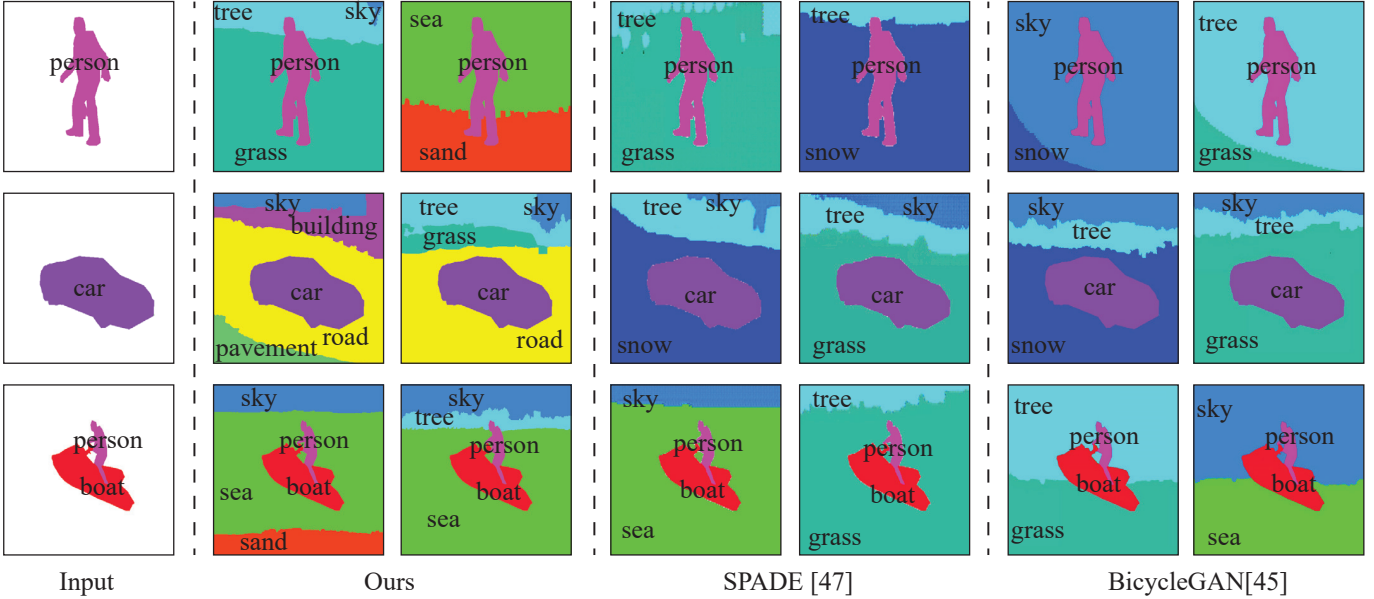 person
tree sky
person
grass
sea
person
sand
tree
person
grass
tree
person
snow
sky
person
snow
tree
person
grass
car
sky
building
car
road
pavement
tree sky
grass
car
road
tree sky
car
snow
sky
tree
car
grass
sky
tree
car
snow
sky
tree
car
grass
person
boat
sky
person
boat
sea
sand
sky
tree
person
boat
sea
sky
person
boat
sea
tree
person
boat
grass
tree
person
boat
grass
sky
person
boat
sea
Input Ours SPADE [47] BicycleGAN[45]